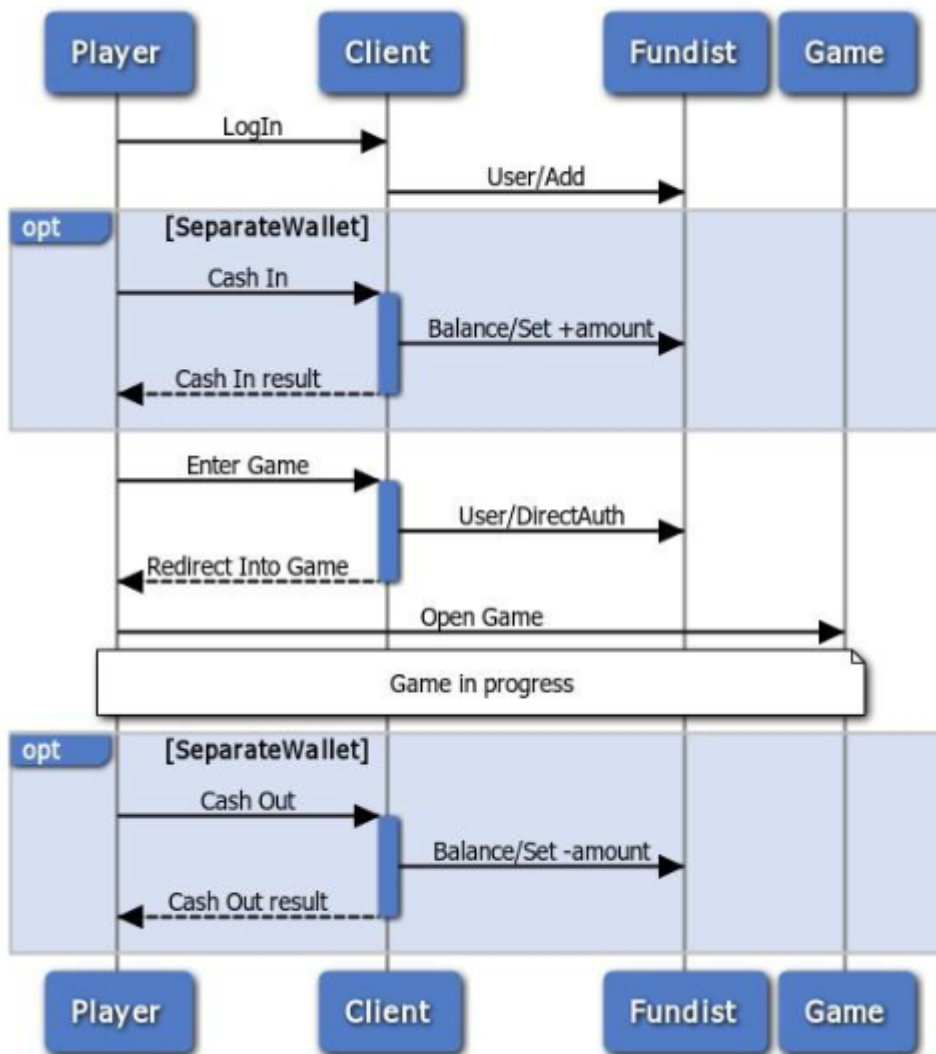 Player Client Fundist Game
LogIn
User/Add
opt [SeparateWallet]
Cash In
Balance/Set +amount
Cash In result
Enter Game
User/DirectAuth
Redirect Into Game
Open Game
Game in progress
opt [SeparateWallet]
Cash Out
Balance/Set -amount
Cash Out result
Player Client Fundist Game